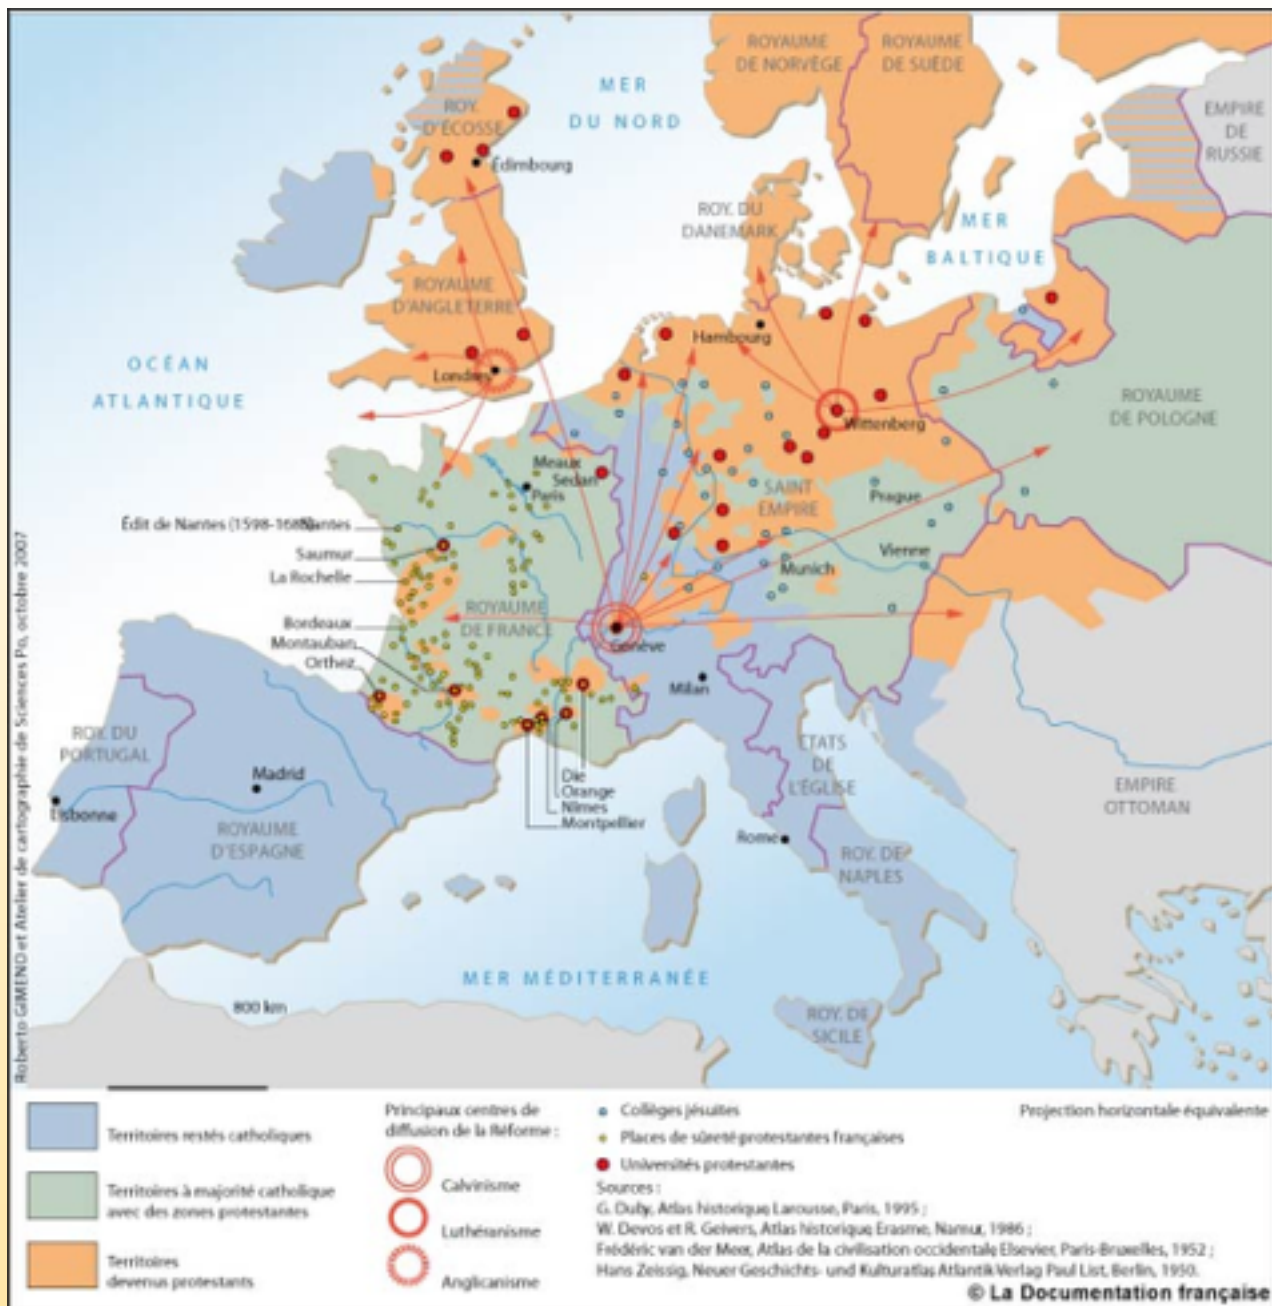 ROYAUME
DE NORVÈGE
ROYAUME
DE SUÈDE
MER
DU NORD
ROY.
D'ÉCOSSE
EMPIRE
DE
RUSSIE
Édimbourg
ROY. DU
DANEMARK
MER
BALTIQUE
ROYAUME
D'ANGLETERRE
Hambourg
OCÉAN
ATLANTIQUE
Londres
ROYAUME
DE POLOGNE
Wittenberg
Meaux
Sedan
Paris
SAINT
EMPIRE
Prague
Édit de Nantes (1598-1685)
Nantes
Saumur
Vienne
Munich
La Rochelle
ROYAUME
DE FRANCE
Bordeaux
Montauban
Orthez
Genève
Milan
ROY. DU
PORTUGAL
ÉTATS
DE
L'ÉGLISE
Madrid
Die
Orange
Nîmes
Montpellier
EMPIRE
OTTOMAN
Lisbonne
ROYAUME
D'ESPAGNE
Rome
ROY. DE
NAPLES
MER MÉDITERRANÉE
800 km
ROY. DE
SICILE
Roberto GIMENO et Atelier de cartographie de Sciences Po, octobre 2007
Territoires restés catholiques
Territoires à majorité catholique
avec des zones protestantes
Territoires
devenus protestants
Principaux centres de
diffusion de la Réforme :
Calvinisme
Luthéranisme
Anglicanisme
Collèges jésuites
Places de sûreté protestantes françaises
Universités protestantes
Projection horizontale équivalente
Sources :
G. Duby, Atlas historique, Larousse, Paris, 1995 ;
W. Devos et R. Geivers, Atlas historique, Erasme, Namur, 1986 ;
Frédéric van der Meer, Atlas de la civilisation occidentale, Elsevier, Paris-Bruxelles, 1952 ;
Hans Zeissig, Neuer Geschichts- und Kulturatlas, Atlantik Verlag Paul List, Berlin, 1950.
© La Documentation française